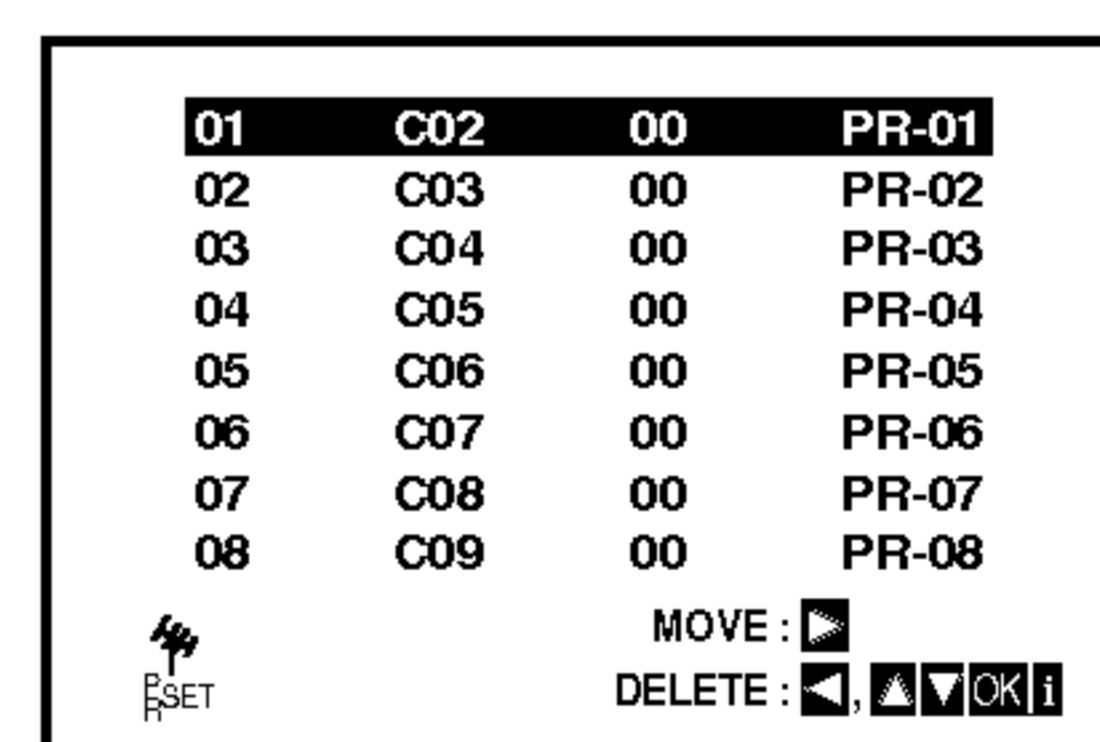 01 C02 00 PR-01
02 C03 00 PR-02
03 C04 00 PR-03
04 C05 00 PR-04
05 C06 00 PR-05
06 C07 00 PR-06
07 C08 00 PR-07
08 C09 00 PR-08
MOVE : ▷
PR SET DELETE : ◁, △ ▽ OK i